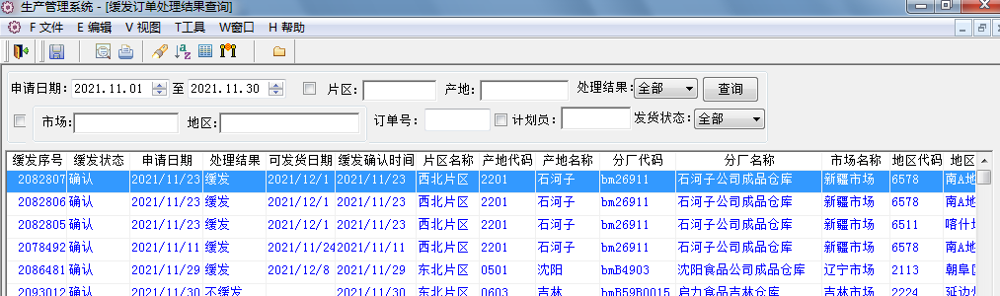 生产管理系统 - [缓发订单处理结果查询]
F 文件 E 编辑 V 视图 T工具 W窗口 H 帮助
申请日期: 2021.11.01 至 2021.11.30 片区: 产地: 处理结果: 全部 查询
市场: 地区: 订单号: 计划员: 发货状态: 全部
缓发序号 缓发状态 申请日期 处理结果 可发货日期 缓发确认时间 片区名称 产地代码 产地名称 分厂代码 分厂名称 市场名称 地区代码 地区
2082807 确认 2021/11/23 缓发 2021/12/1 2021/11/23 西北片区 2201 石河子 bm26911 石河子公司成品仓库 新疆市场 6578 南A地
2082806 确认 2021/11/23 缓发 2021/12/1 2021/11/23 西北片区 2201 石河子 bm26911 石河子公司成品仓库 新疆市场 6578 南A地
2082805 确认 2021/11/23 缓发 2021/12/1 2021/11/23 西北片区 2201 石河子 bm26911 石河子公司成品仓库 新疆市场 6511 喀什
2078492 确认 2021/11/11 缓发 2021/11/24 2021/11/11 西北片区 2201 石河子 bm26911 石河子公司成品仓库 新疆市场 6578 南A地
2086481 确认 2021/11/29 缓发 2021/12/8 2021/11/29 东北片区 0501 沈阳 bmB4903 沈阳食品公司成品仓库 辽宁市场 2113 朝阜区
2093012 确认 2021/11/30 不缓发 2021/11/30 东北片区 0603 吉林 bmB59B0015 启力食品吉林仓库 吉林市场 2224 延边